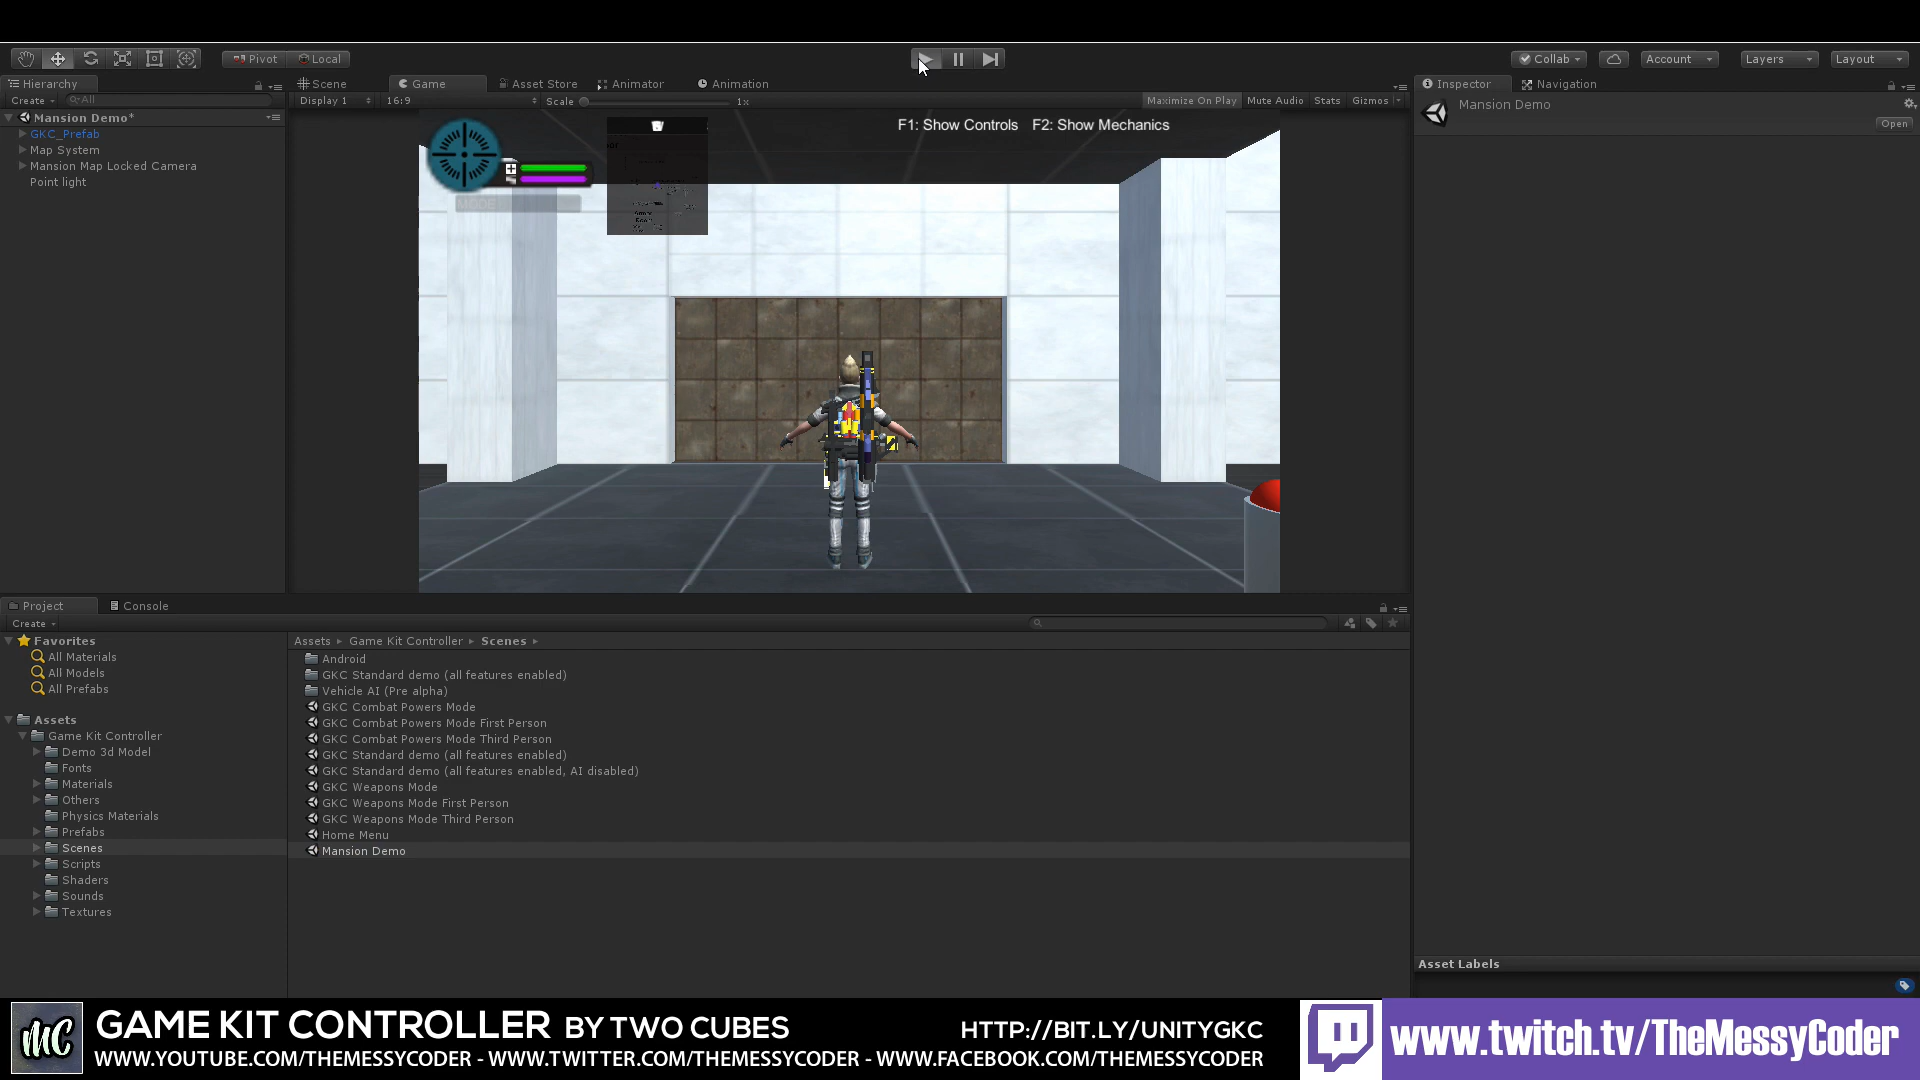 Pivot
Local
Collab
Account
Layers
Layout
Hierarchy
Scene
Game
Asset Store
Animator
Animation
Inspector
Navigation
Create
All
Display 1
16:9
Scale
1x
Maximize On Play
Mute Audio
Stats
Gizmos
Mansion Demo
Open
Mansion Demo*
GKC_Prefab
Map System
Mansion Map Locked Camera
Point light
F1: Show Controls
F2: Show Mechanics
MODE
Project
Console
Create
Favorites
All Materials
All Models
All Prefabs
Assets
Game Kit Controller
Demo 3d Model
Fonts
Materials
Others
Physics Materials
Prefabs
Scenes
Scripts
Shaders
Sounds
Textures
Assets ▸ Game Kit Controller ▸ Scenes ▸
Android
GKC Standard demo (all features enabled)
Vehicle AI (Pre alpha)
GKC Combat Powers Mode
GKC Combat Powers Mode First Person
GKC Combat Powers Mode Third Person
GKC Standard demo (all features enabled)
GKC Standard demo (all features enabled, AI disabled)
GKC Weapons Mode
GKC Weapons Mode First Person
GKC Weapons Mode Third Person
Home Menu
Mansion Demo
Asset Labels
MC
GAME KIT CONTROLLER BY TWO CUBES
HTTP://BIT.LY/UNITYGKC
WWW.YOUTUBE.COM/THEMESSYCODER - WWW.TWITTER.COM/THEMESSYCODER - WWW.FACEBOOK.COM/THEMESSYCODER
www.twitch.tv/TheMessyCoder